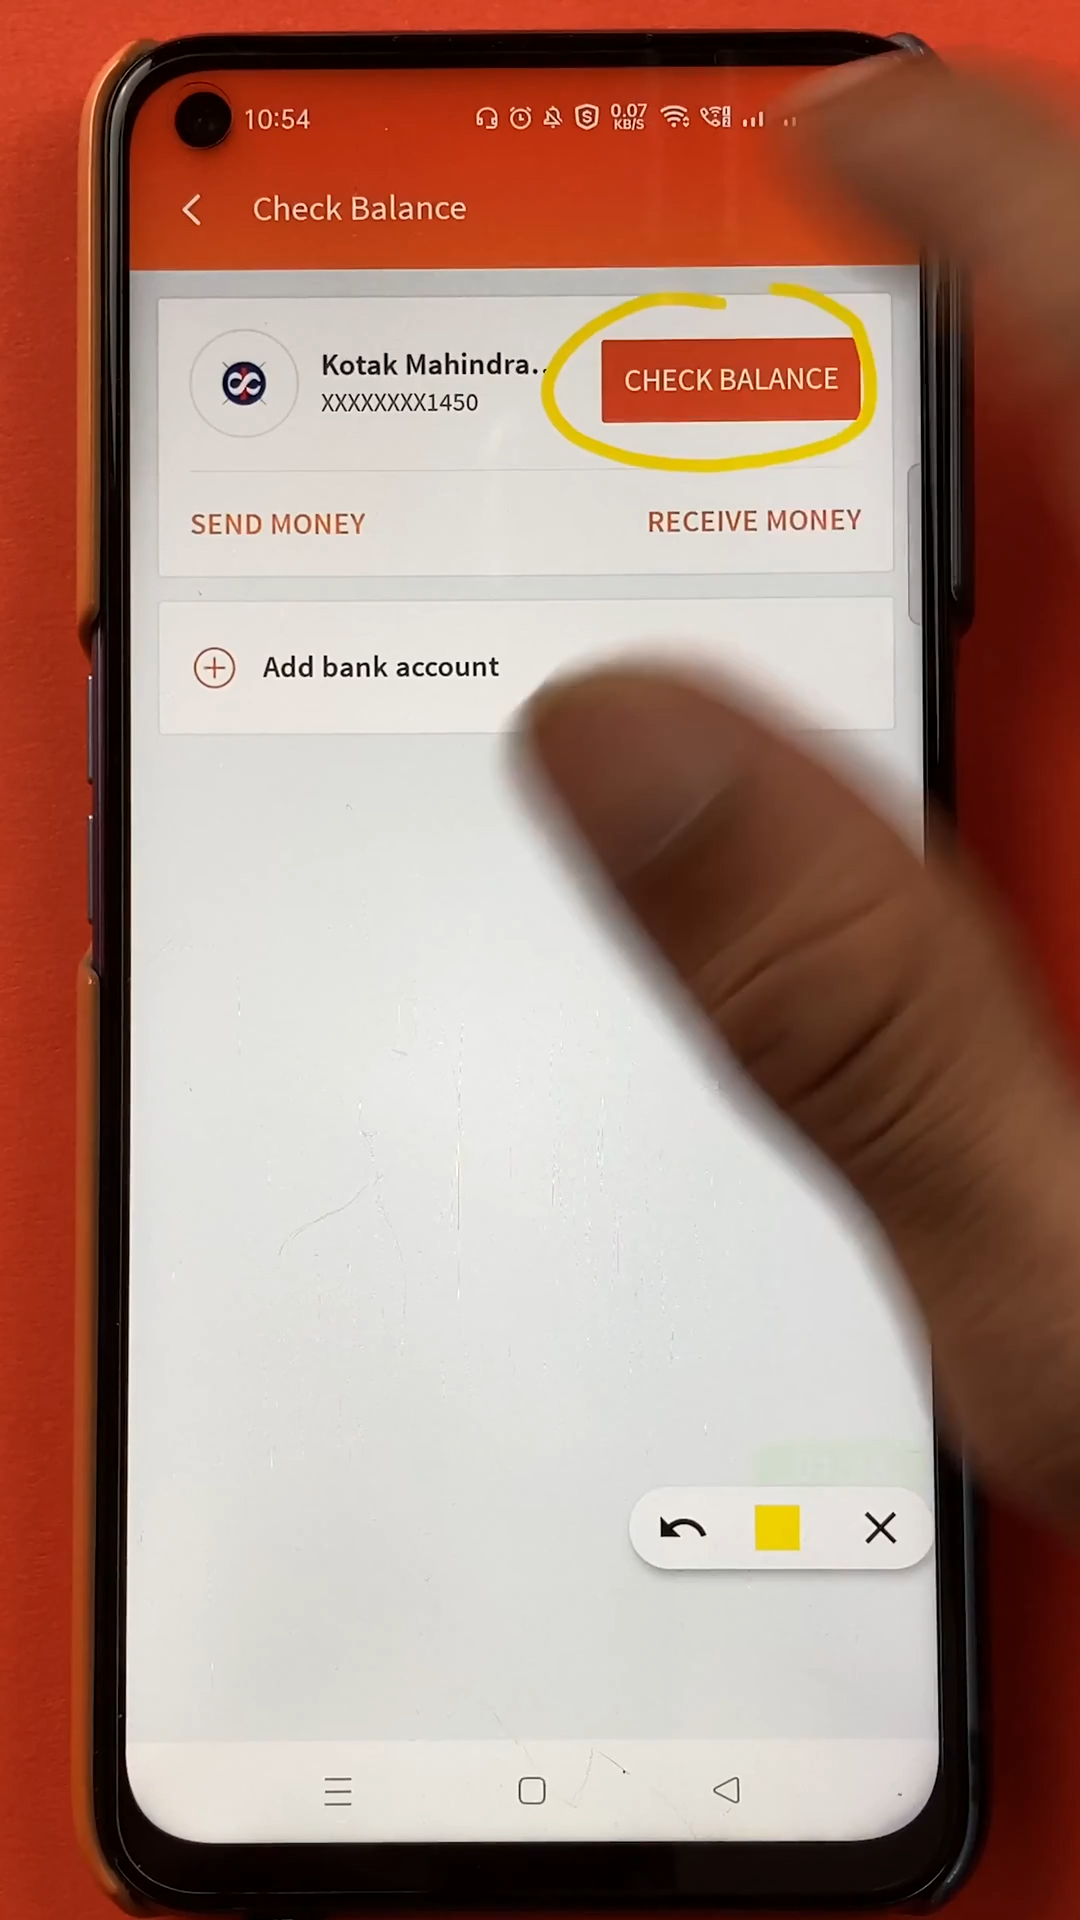 10:54
0.07
KB/S
Check Balance
Kotak Mahindra..
XXXXXXXX1450
CHECK BALANCE
SEND MONEY
RECEIVE MONEY
Add bank account